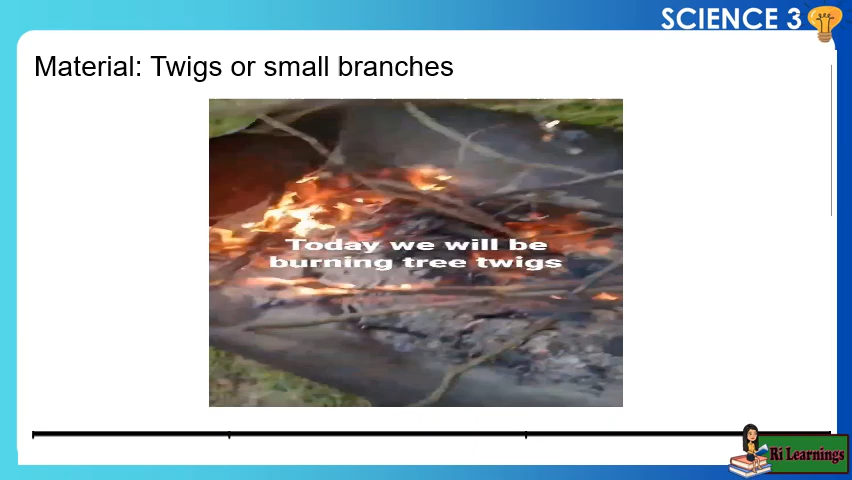 SCIENCE 3
Material: Twigs or small branches
Today we will be
burning tree twigs
Ri Learnings